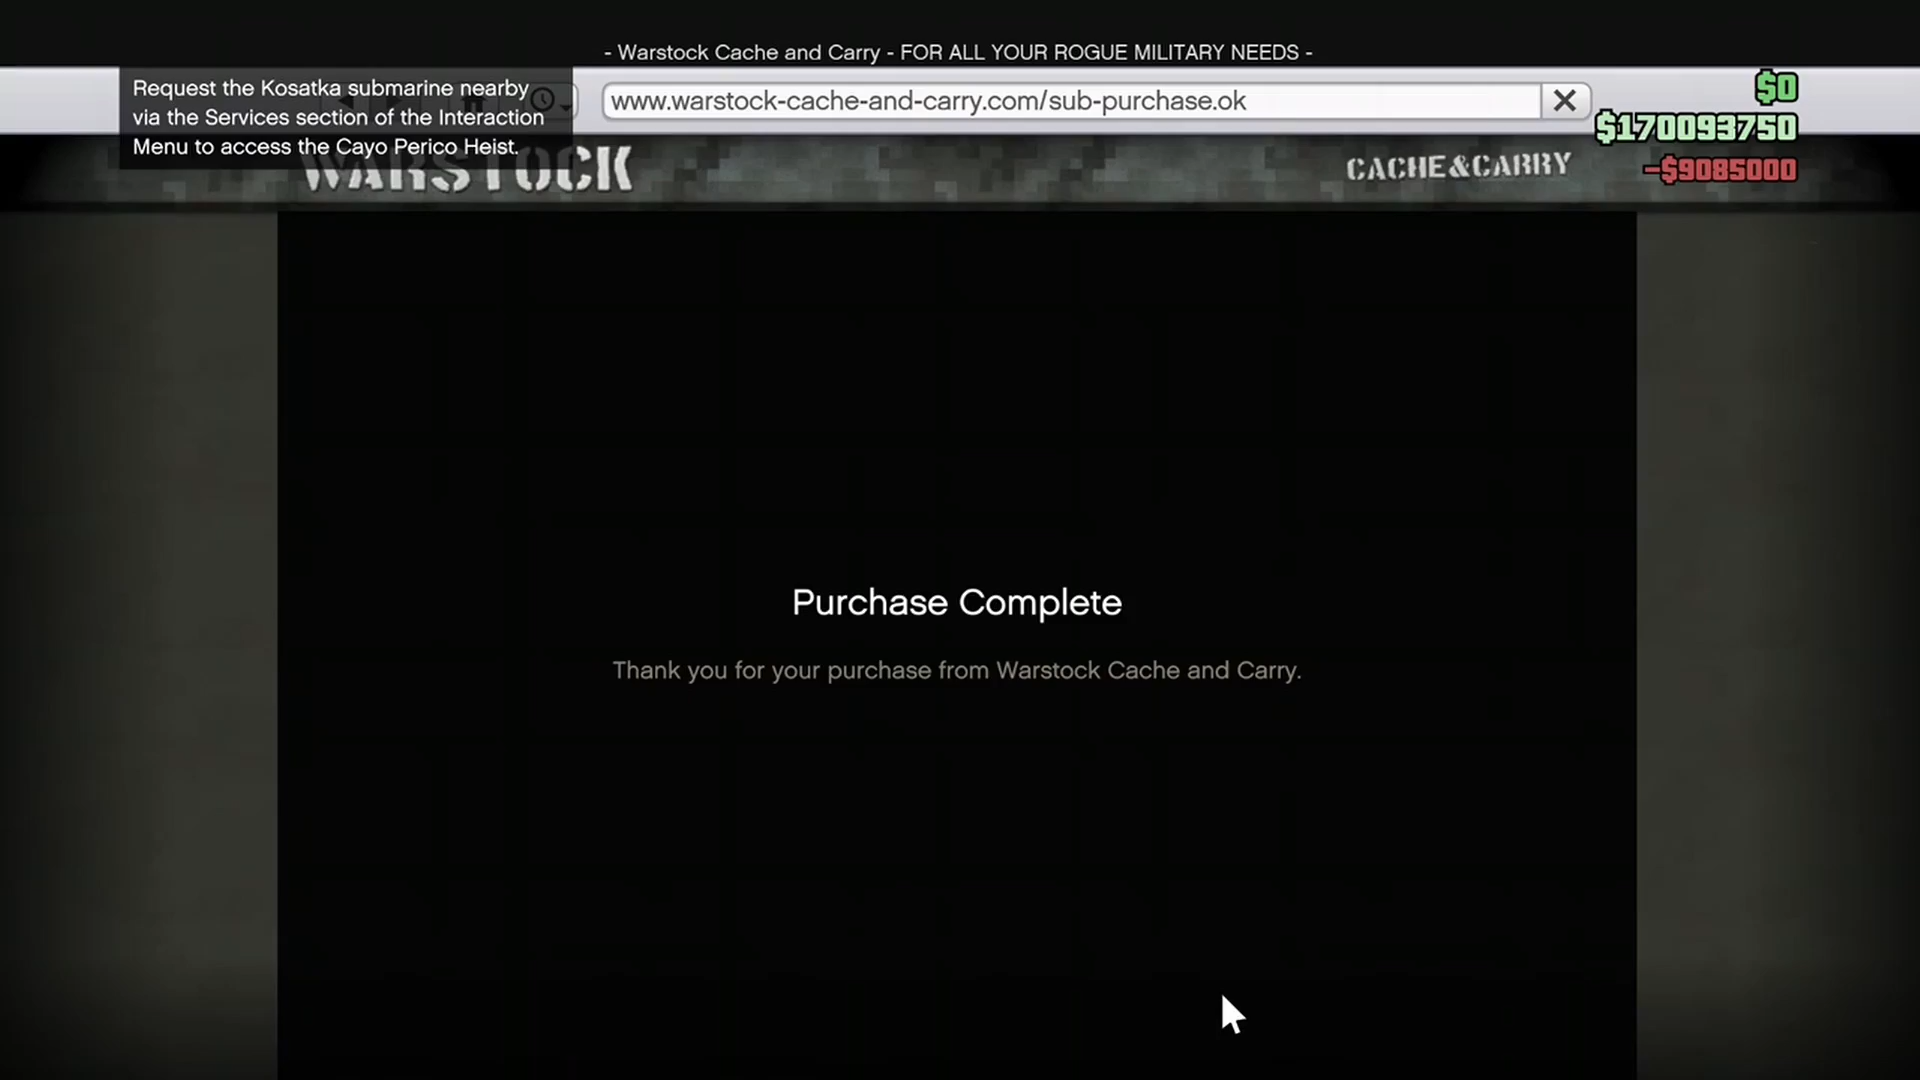 - Warstock Cache and Carry - FOR ALL YOUR ROGUE MILITARY NEEDS -
Request the Kosatka submarine nearby
via the Services section of the Interaction
Menu to access the Cayo Perico Heist.
www.warstock-cache-and-carry.com/sub-purchase.ok
$0
$170093750
-$9085000
WARSTOCK
CACHE&CARRY
Purchase Complete
Thank you for your purchase from Warstock Cache and Carry.